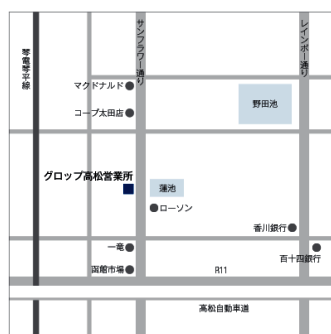 サンフラワー通り
レインボー通り
琴電琴平線
マクドナルド
野田池
コープ太田店
グロップ高松営業所
蓮池
ローソン
香川銀行
一竜
百十四銀行
函館市場
R11
高松自動車道